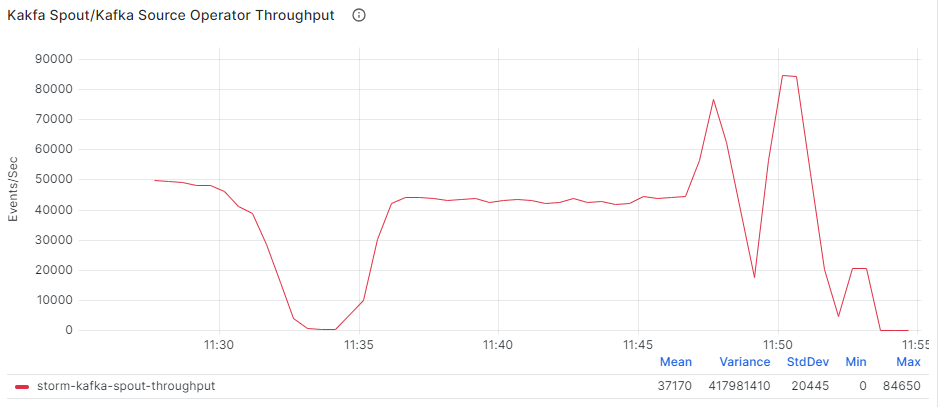 Kakfa Spout/Kafka Source Operator Throughput
90000
80000
70000
60000
50000
40000
30000
20000
10000
0
Events/Sec
11:30 11:35 11:40 11:45 11:50 11:55
Mean Variance StdDev Min Max
storm-kafka-spout-throughput 37170 417981410 20445 0 84650